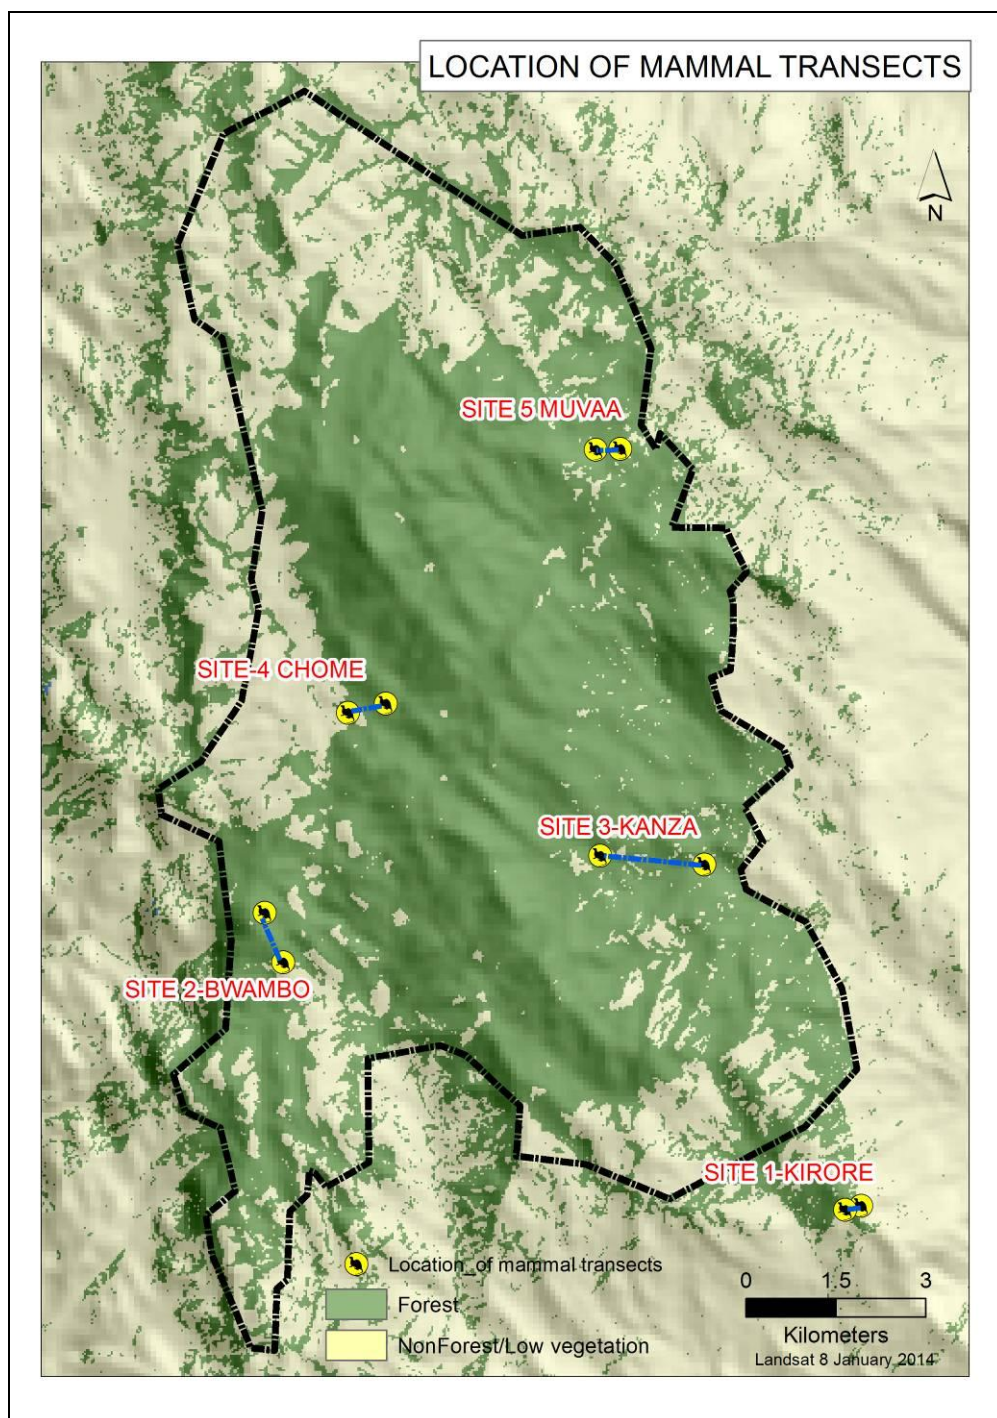 LOCATION OF MAMMAL TRANSECTS
N
SITE 5 MUVAA
SITE-4 CHOME
SITE 3-KANZA
SITE 2-BWAMBO
SITE 1-KIRORE
Location_of mammal transects
Forest
NonForest/Low vegetation
0 1.5 3
Kilometers
Landsat 8 January 2014